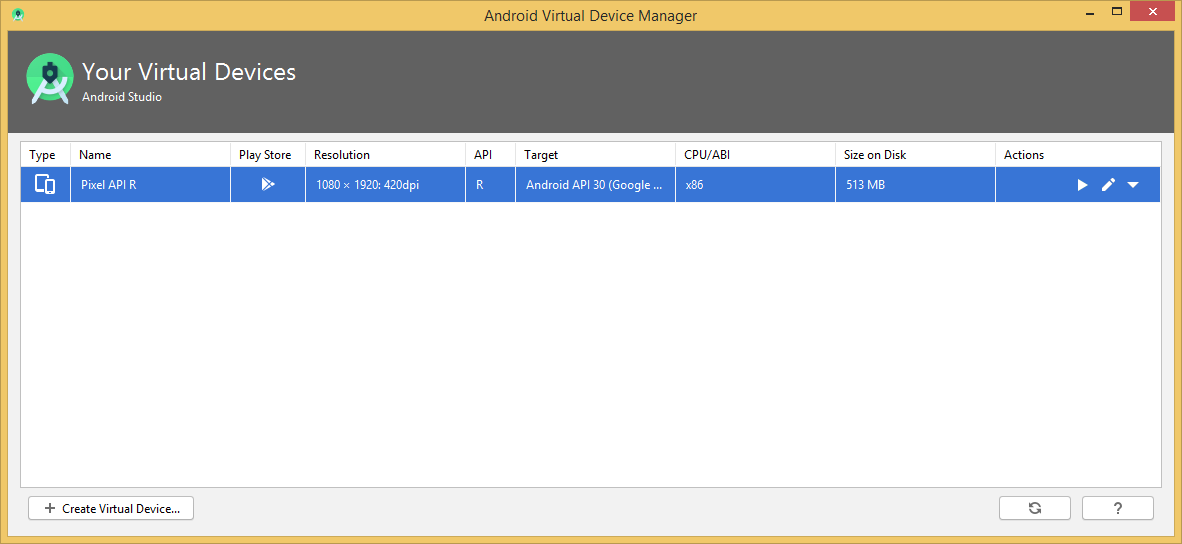 Android Virtual Device Manager
Your Virtual Devices
Android Studio
Type Name Play Store Resolution API Target CPU/ABI Size on Disk Actions
Pixel API R 1080 × 1920: 420dpi R Android API 30 (Google ... x86 513 MB
+ Create Virtual Device... ?